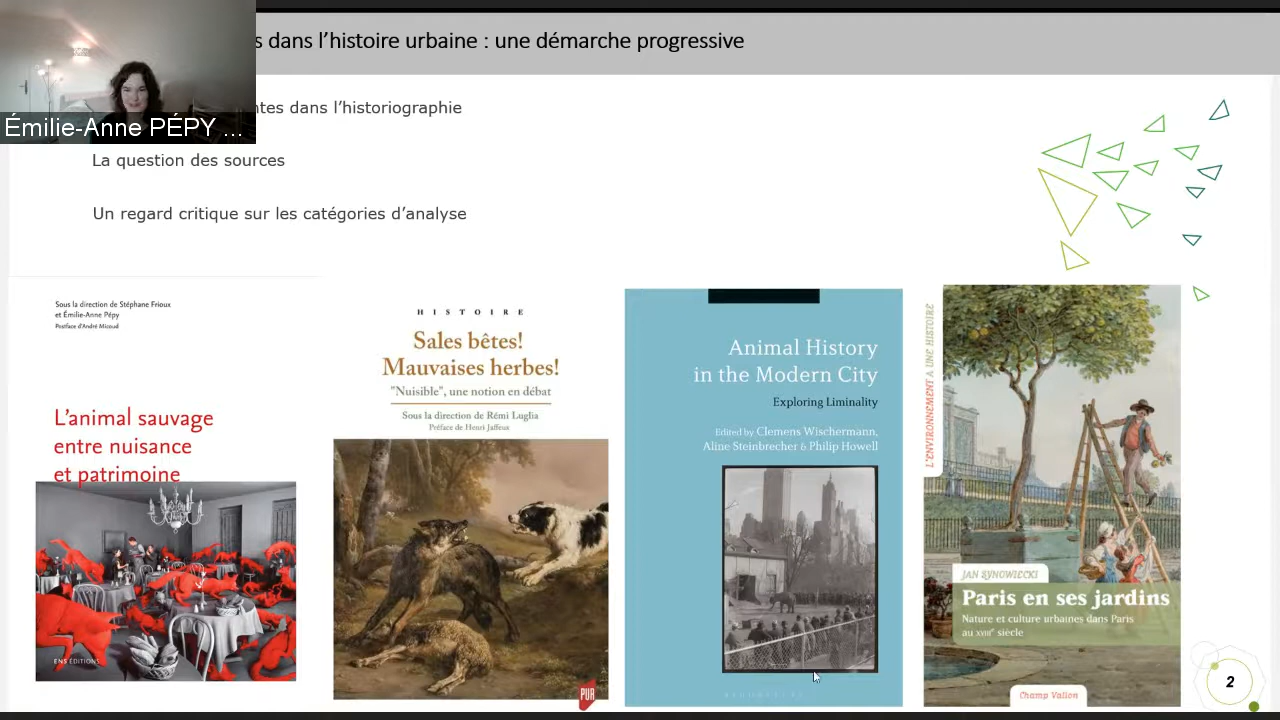 s dans l’histoire urbaine : une démarche progressive
Émilie-Anne PÉPY ...
ntes dans l’historiographie
La question des sources
Un regard critique sur les catégories d’analyse
Sous la direction de Stéphane Frioux
et Émilie-Anne Pépy
Postface d’André Micoud
L’animal sauvage
entre nuisance
et patrimoine
ENS ÉDITIONS
HISTOIRE
Sales bêtes!
Mauvaises herbes!
"Nuisible", une notion en débat
Sous la direction de Rémi Luglia
Préface de Henri Jaffeux
PUR
Animal History
in the Modern City
Exploring Liminality
Edited by Clemens Wischermann,
Aline Steinbrecher & Philip Howell
BLOOMSBURY
L’ENVIRONNEMENT A UNE HISTOIRE
JAN SYNOWIECKI
Paris en ses jardins
Nature et culture urbaines dans Paris
au XVIIIe siècle
Champ Vallon
2